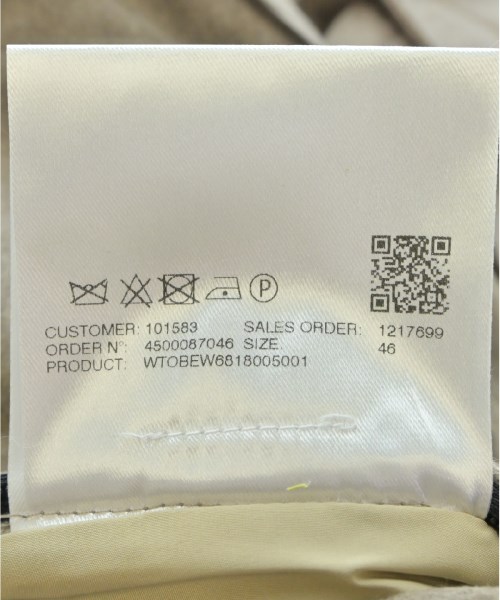 P
CUSTOMER: 101583 SALES ORDER: 1217699
ORDER N°: 4500087046 SIZE: 46
PRODUCT: WTOBEW6818005001